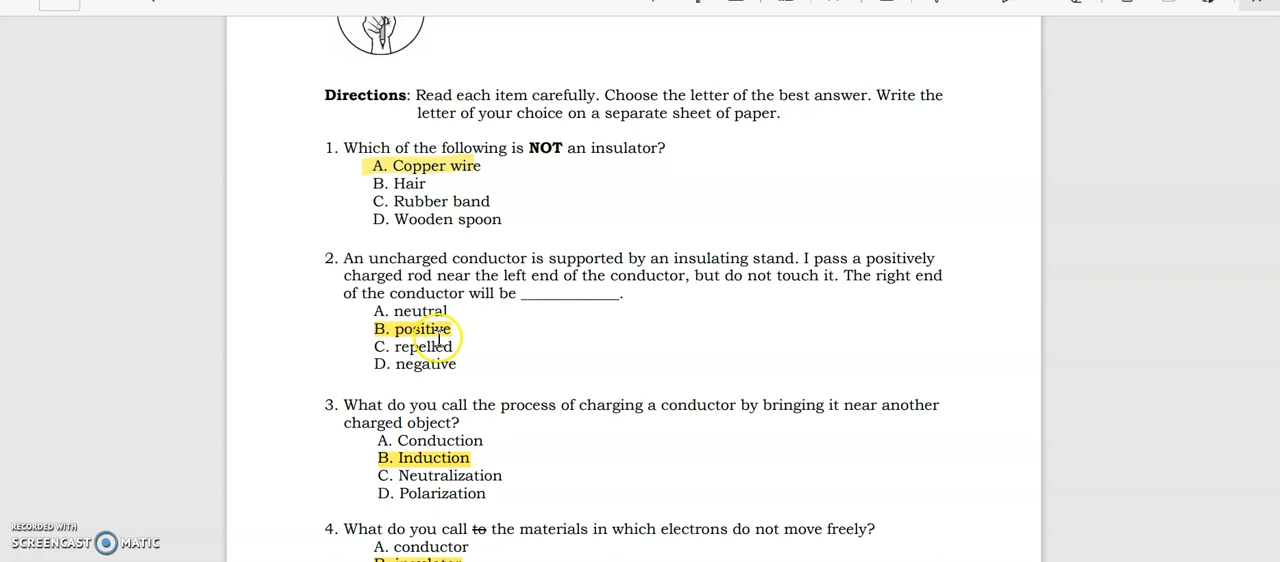 Directions: Read each item carefully. Choose the letter of the best answer. Write the
letter of your choice on a separate sheet of paper.
1. Which of the following is NOT an insulator?
A. Copper wire
B. Hair
C. Rubber band
D. Wooden spoon
2. An uncharged conductor is supported by an insulating stand. I pass a positively
charged rod near the left end of the conductor, but do not touch it. The right end
of the conductor will be _____________.
A. neutral
B. positive
C. repelled
D. negative
3. What do you call the process of charging a conductor by bringing it near another
charged object?
A. Conduction
B. Induction
C. Neutralization
D. Polarization
4. What do you call to the materials in which electrons do not move freely?
A. conductor
B. insulator
RECORDED WITH
SCREENCAST MATIC